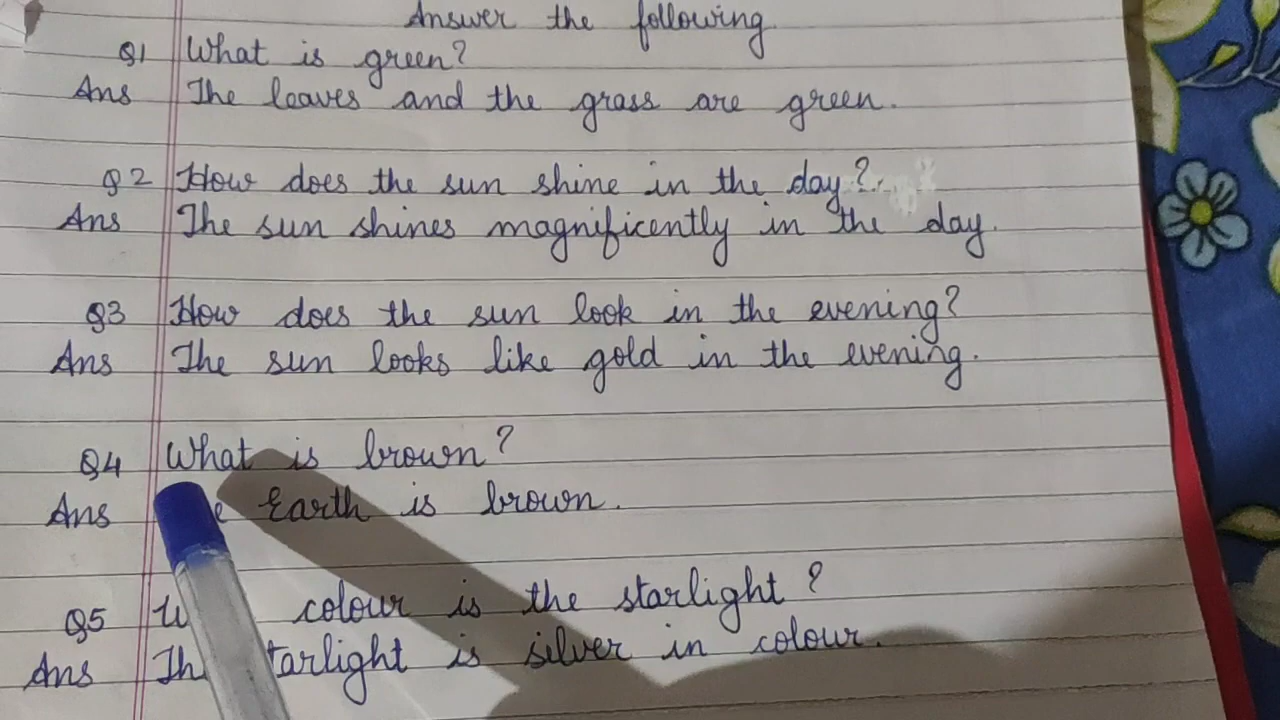 Answer the following
Q1 What is green?
Ans The leaves and the grass are green.
Q2 How does the sun shine in the day?
Ans The sun shines magnificently in the day.
Q3 How does the sun look in the evening?
Ans The sun looks like gold in the evening.
Q4 What is brown?
Ans Earth is brown.
Q5 colour is the starlight?
Ans starlight is silver in colour.